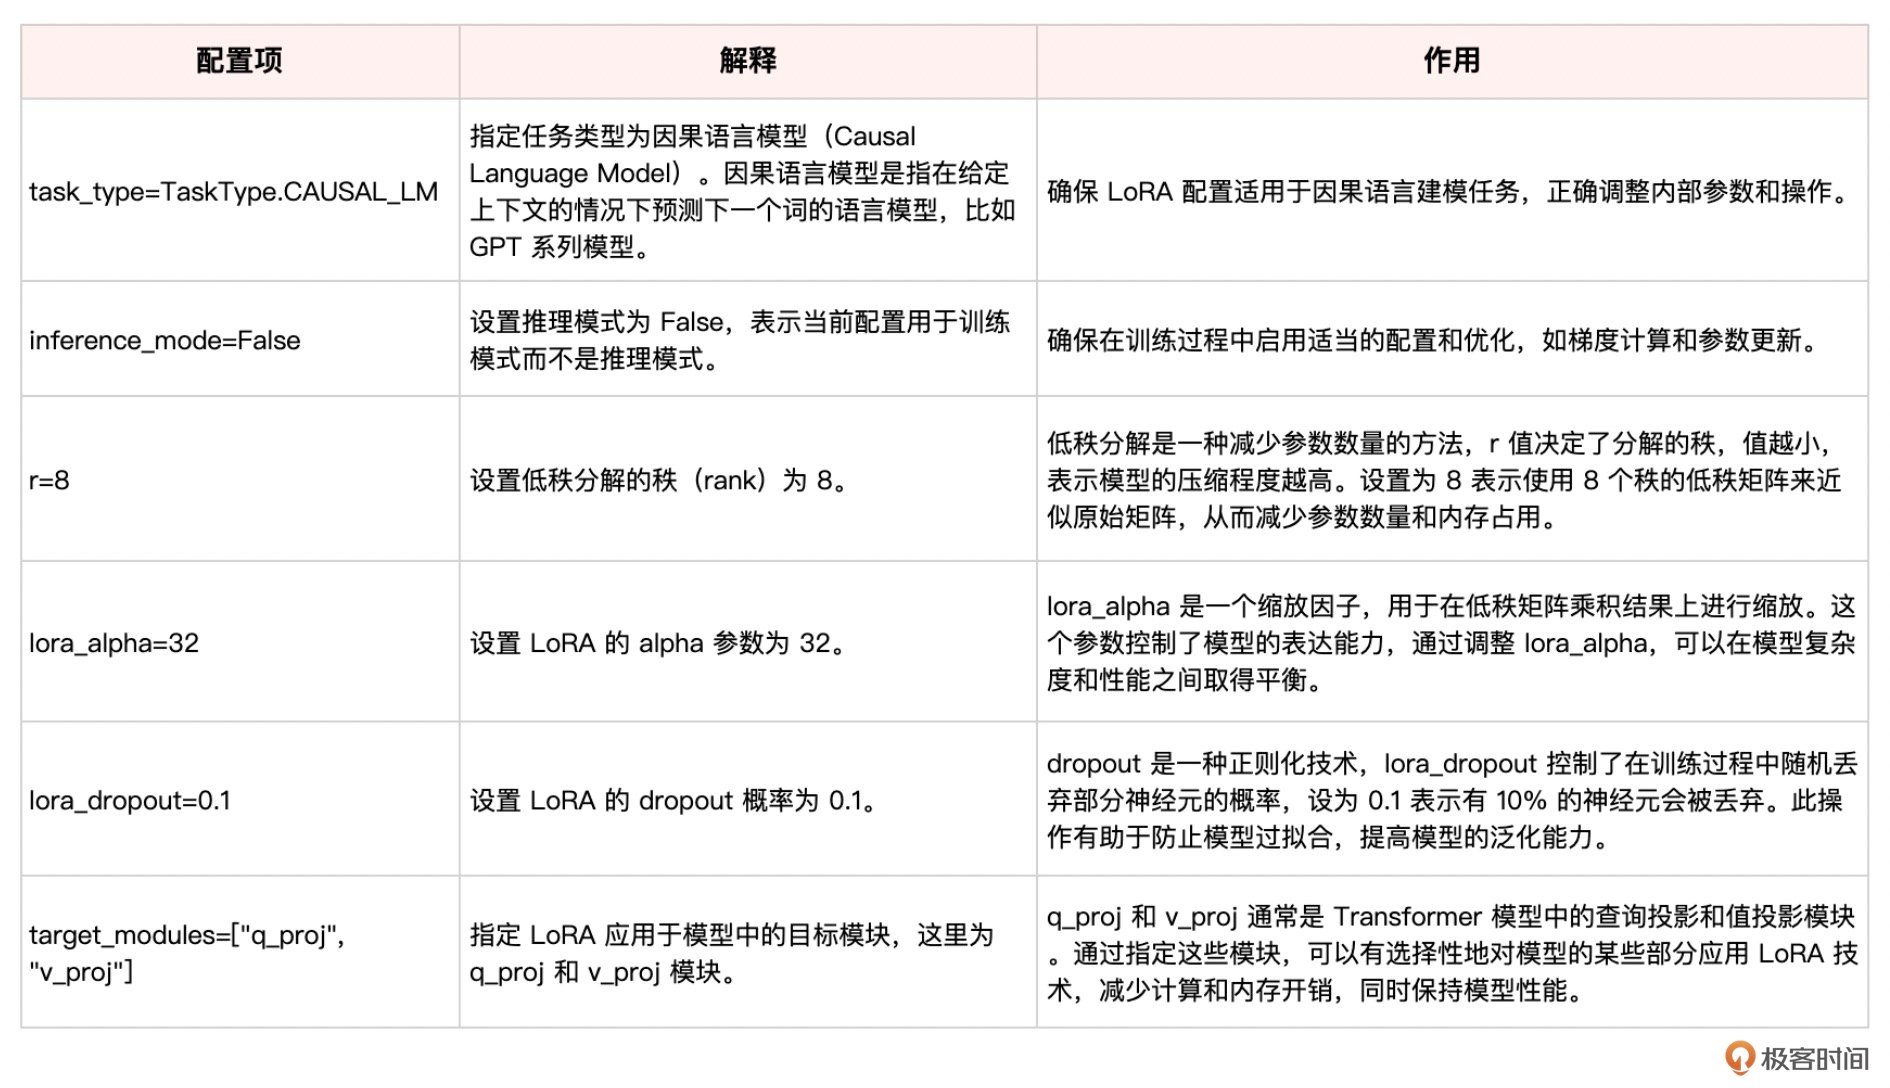 配置项
解释
作用
task_type=TaskType.CAUSAL_LM
指定任务类型为因果语言模型（Causal
Language Model）。因果语言模型是指在给定
上下文的情况下预测下一个词的语言模型，比如
GPT 系列模型。
确保 LoRA 配置适用于因果语言建模任务，正确调整内部参数和操作。
inference_mode=False
设置推理模式为 False，表示当前配置用于训练
模式而不是推理模式。
确保在训练过程中启用适当的配置和优化，如梯度计算和参数更新。
r=8
设置低秩分解的秩（rank）为 8。
低秩分解是一种减少参数数量的方法，r 值决定了分解的秩，值越小，
表示模型的压缩程度越高。设置为 8 表示使用 8 个秩的低秩矩阵来近
似原始矩阵，从而减少参数数量和内存占用。
lora_alpha=32
设置 LoRA 的 alpha 参数为 32。
lora_alpha 是一个缩放因子，用于在低秩矩阵乘积结果上进行缩放。这
个参数控制了模型的表达能力，通过调整 lora_alpha，可以在模型复杂
度和性能之间取得平衡。
lora_dropout=0.1
设置 LoRA 的 dropout 概率为 0.1。
dropout 是一种正则化技术，lora_dropout 控制了在训练过程中随机丢
弃部分神经元的概率，设为 0.1 表示有 10% 的神经元会被丢弃。此操
作有助于防止模型过拟合，提高模型的泛化能力。
target_modules=["q_proj",
"v_proj"]
指定 LoRA 应用于模型中的目标模块，这里为
q_proj 和 v_proj 模块。
q_proj 和 v_proj 通常是 Transformer 模型中的查询投影和值投影模块
。通过指定这些模块，可以有选择性地对模型的某些部分应用 LoRA 技
术，减少计算和内存开销，同时保持模型性能。
极客时间